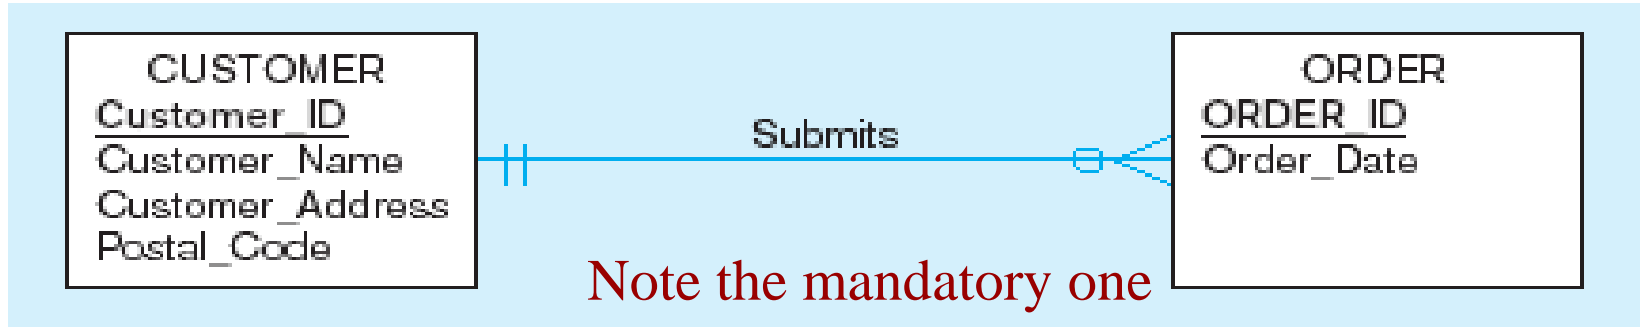 CUSTOMER
Customer_ID
Customer_Name
Customer_Address
Postal_Code
Submits
ORDER
ORDER_ID
Order_Date
Note the mandatory one